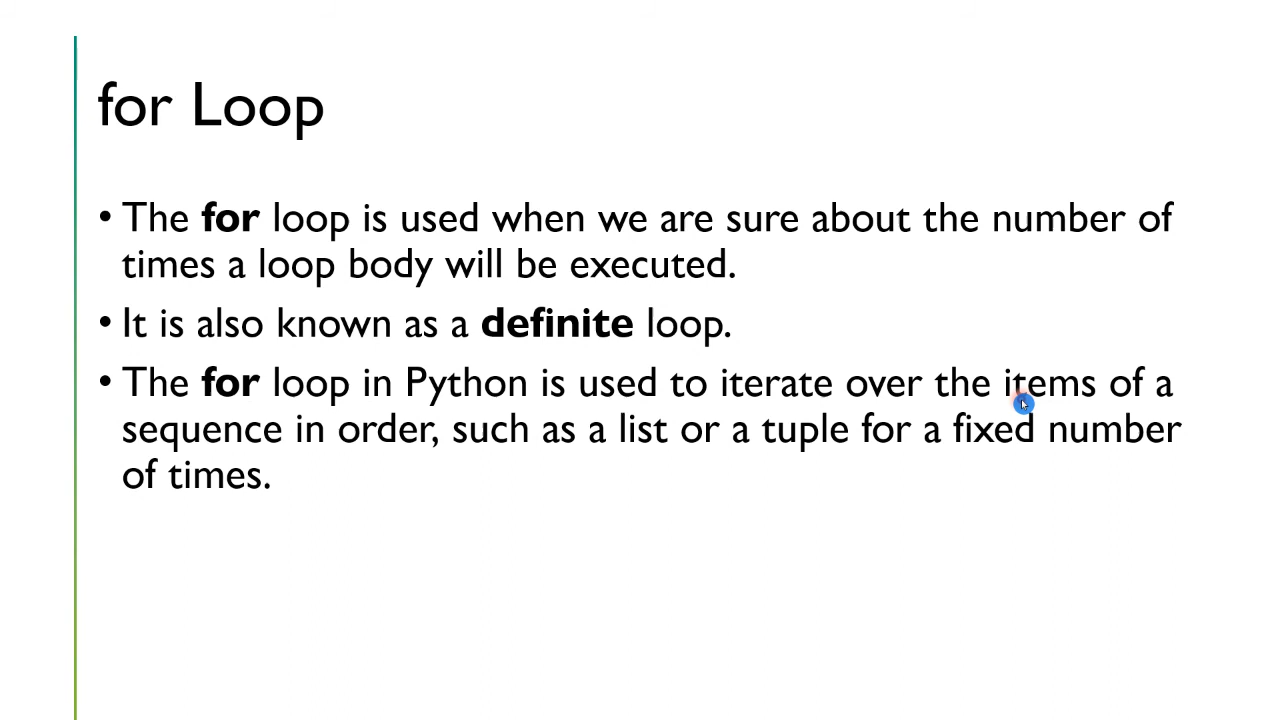 for Loop
• The for loop is used when we are sure about the number of
times a loop body will be executed.
• It is also known as a definite loop.
• The for loop in Python is used to iterate over the items of a
sequence in order, such as a list or a tuple for a fixed number
of times.